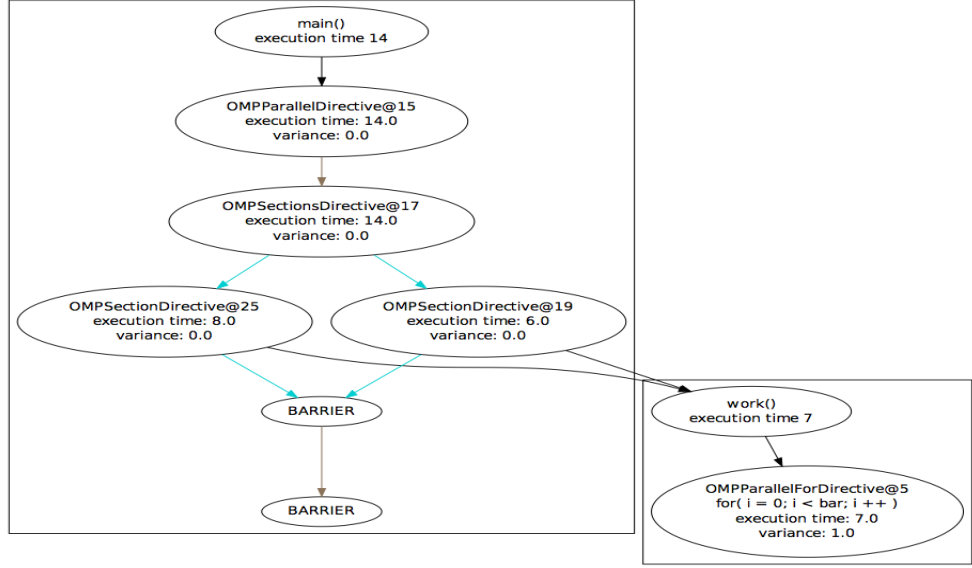 main()
execution time 14
OMPParallelDirective@15
execution time: 14.0
variance: 0.0
OMPSectionsDirective@17
execution time: 14.0
variance: 0.0
OMPSectionDirective@25
execution time: 8.0
variance: 0.0
OMPSectionDirective@19
execution time: 6.0
variance: 0.0
BARRIER
BARRIER
work()
execution time 7
OMPParallelForDirective@5
for( i = 0; i < bar; i ++ )
execution time: 7.0
variance: 1.0